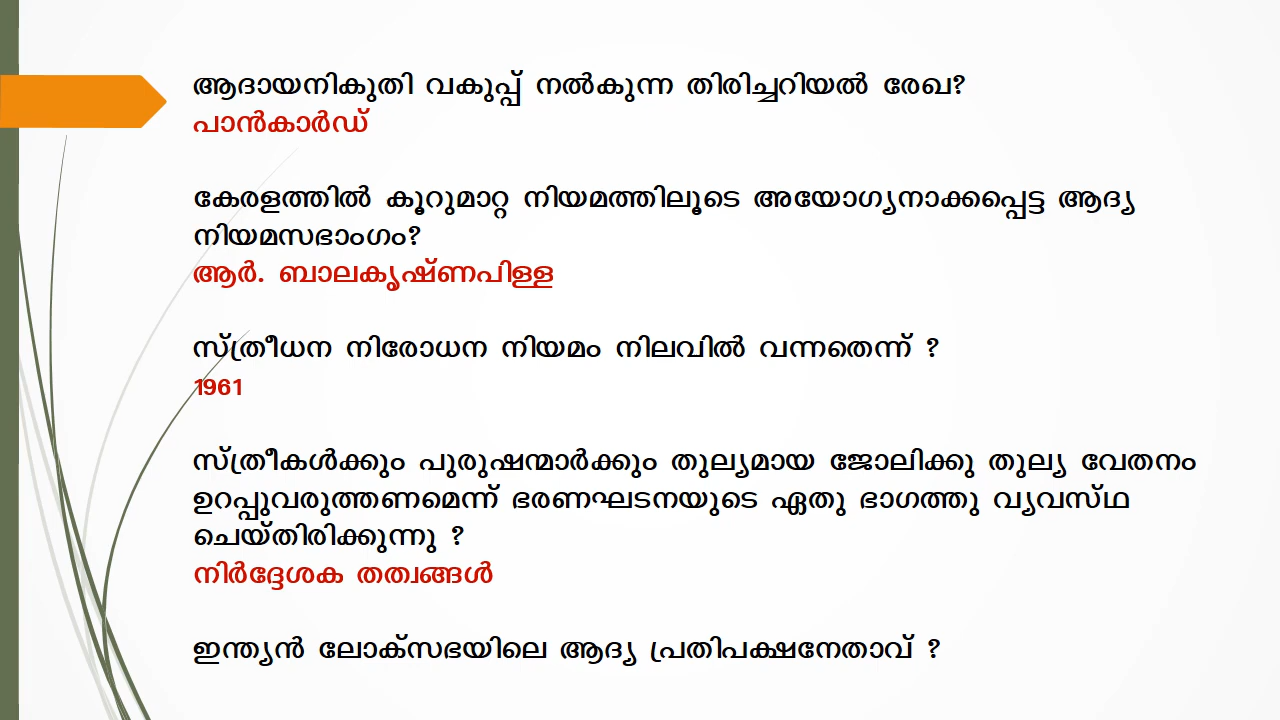 ആദായനികുതി വകുപ്പ് നൽകുന്ന തിരിച്ചറിയൽ രേഖ?
പാൻകാർഡ്
കേരളത്തിൽ കൂറുമാറ്റ നിയമത്തിലൂടെ അയോഗ്യനാക്കപ്പെട്ട ആദ്യ
നിയമസഭാംഗം?
ആർ. ബാലകൃഷ്ണപിള്ള
സ്ത്രീധന നിരോധന നിയമം നിലവിൽ വന്നതെന്ന് ?
1961
സ്ത്രീകൾക്കും പുരുഷന്മാർക്കും തുല്യമായ ജോലിക്കു തുല്യ വേതനം
ഉറപ്പുവരുത്തണമെന്ന് ഭരണഘടനയുടെ ഏതു ഭാഗത്തു വ്യവസ്ഥ
ചെയ്തിരിക്കുന്നു ?
നിർദ്ദേശക തത്വങ്ങൾ
ഇന്ത്യൻ ലോക്സഭയിലെ ആദ്യ പ്രതിപക്ഷനേതാവ് ?